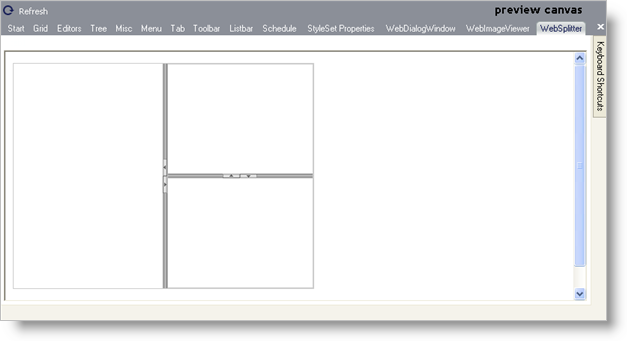 Refresh
preview canvas
Start Grid Editors Tree Misc Menu Tab Toolbar Listbar Schedule StyleSet Properties WebDialogWindow WebImageViewer WebSplitter
Keyboard Shortcuts